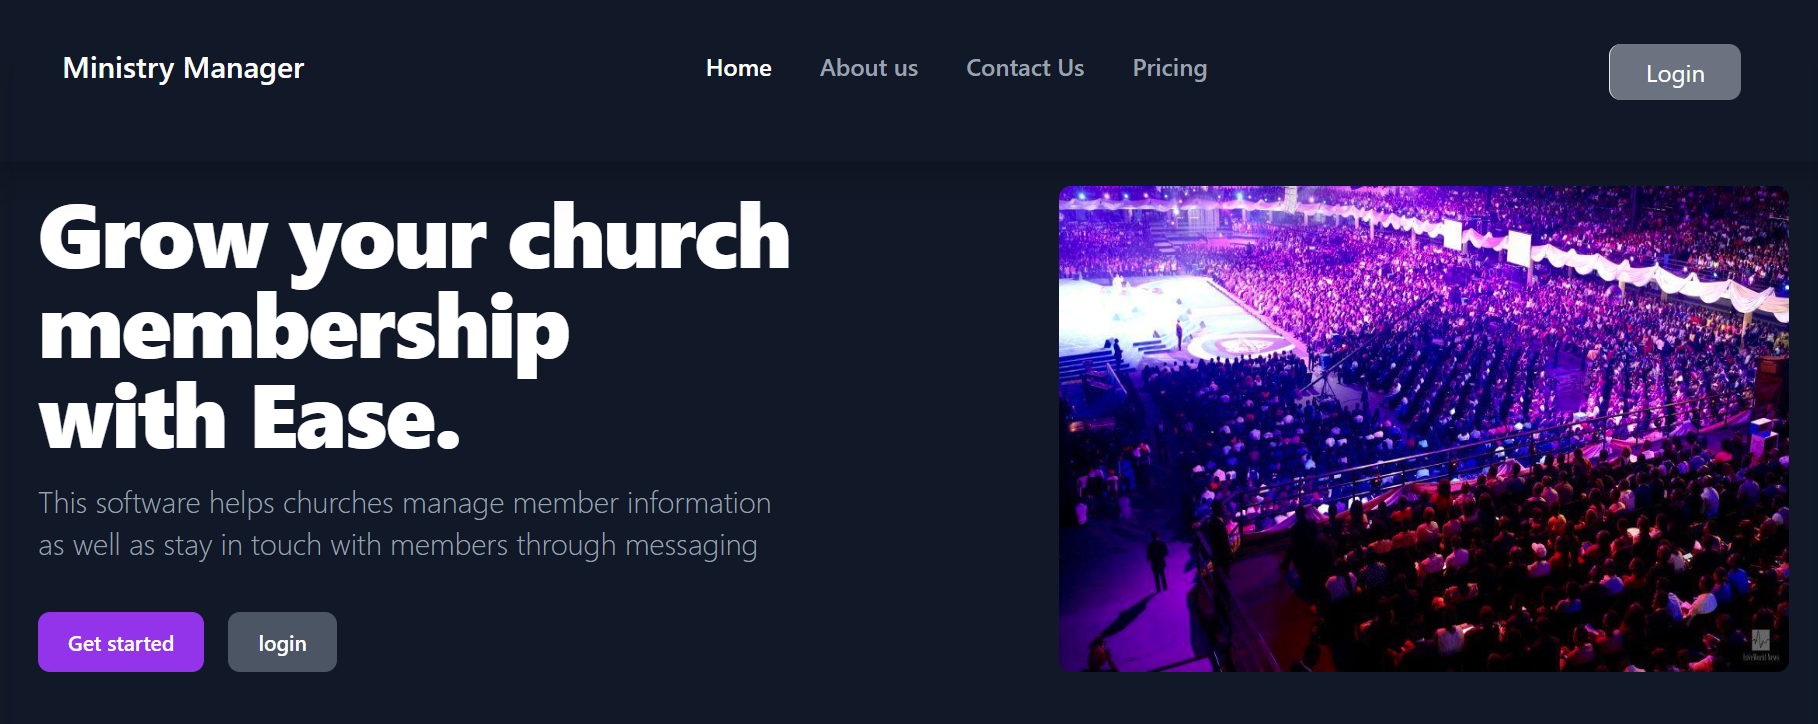 Ministry Manager
Home About us Contact Us Pricing
Login
Grow your church
membership
with Ease.
This software helps churches manage member information
as well as stay in touch with members through messaging
Get started login